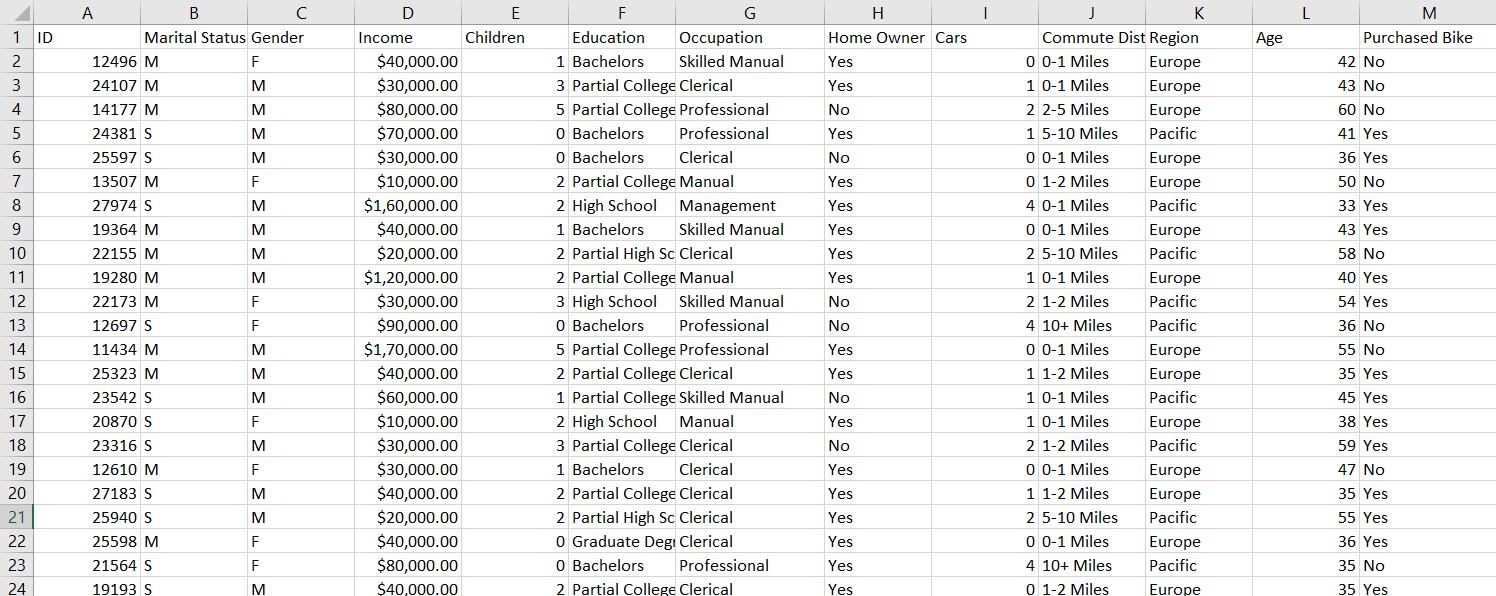 A B C D E F G H I J K L M
1 ID Marital Status Gender Income Children Education Occupation Home Owner Cars Commute Dist Region Age Purchased Bike
2 12496 M F $40,000.00 1 Bachelors Skilled Manual Yes 0 0-1 Miles Europe 42 No
3 24107 M M $30,000.00 3 Partial College Clerical Yes 1 0-1 Miles Europe 43 No
4 14177 M M $80,000.00 5 Partial College Professional No 2 2-5 Miles Europe 60 No
5 24381 S M $70,000.00 0 Bachelors Professional Yes 1 5-10 Miles Pacific 41 Yes
6 25597 S M $30,000.00 0 Bachelors Clerical No 0 0-1 Miles Europe 36 Yes
7 13507 M F $10,000.00 2 Partial College Manual Yes 0 1-2 Miles Europe 50 No
8 27974 S M $1,60,000.00 2 High School Management Yes 4 0-1 Miles Pacific 33 Yes
9 19364 M M $40,000.00 1 Bachelors Skilled Manual Yes 0 0-1 Miles Europe 43 Yes
10 22155 M M $20,000.00 2 Partial High Sc Clerical Yes 2 5-10 Miles Pacific 58 No
11 19280 M M $1,20,000.00 2 Partial College Manual Yes 1 0-1 Miles Europe 40 Yes
12 22173 M F $30,000.00 3 High School Skilled Manual No 2 1-2 Miles Pacific 54 Yes
13 12697 S F $90,000.00 0 Bachelors Professional No 4 10+ Miles Pacific 36 No
14 11434 M M $1,70,000.00 5 Partial College Professional Yes 0 0-1 Miles Europe 55 No
15 25323 M M $40,000.00 2 Partial College Clerical Yes 1 1-2 Miles Europe 35 Yes
16 23542 S M $60,000.00 1 Partial College Skilled Manual No 1 0-1 Miles Pacific 45 Yes
17 20870 S F $10,000.00 2 High School Manual Yes 1 0-1 Miles Europe 38 Yes
18 23316 S M $30,000.00 3 Partial College Clerical No 2 1-2 Miles Pacific 59 Yes
19 12610 M F $30,000.00 1 Bachelors Clerical Yes 0 0-1 Miles Europe 47 No
20 27183 S M $40,000.00 2 Partial College Clerical Yes 1 1-2 Miles Europe 35 Yes
21 25940 S M $20,000.00 2 Partial High Sc Clerical Yes 2 5-10 Miles Pacific 55 Yes
22 25598 M F $40,000.00 0 Graduate Degr Clerical Yes 0 0-1 Miles Europe 36 Yes
23 21564 S F $80,000.00 0 Bachelors Professional Yes 4 10+ Miles Pacific 35 No
24 19193 S M $40,000.00 2 Partial College Clerical Yes 0 1-2 Miles Europe 35 Yes